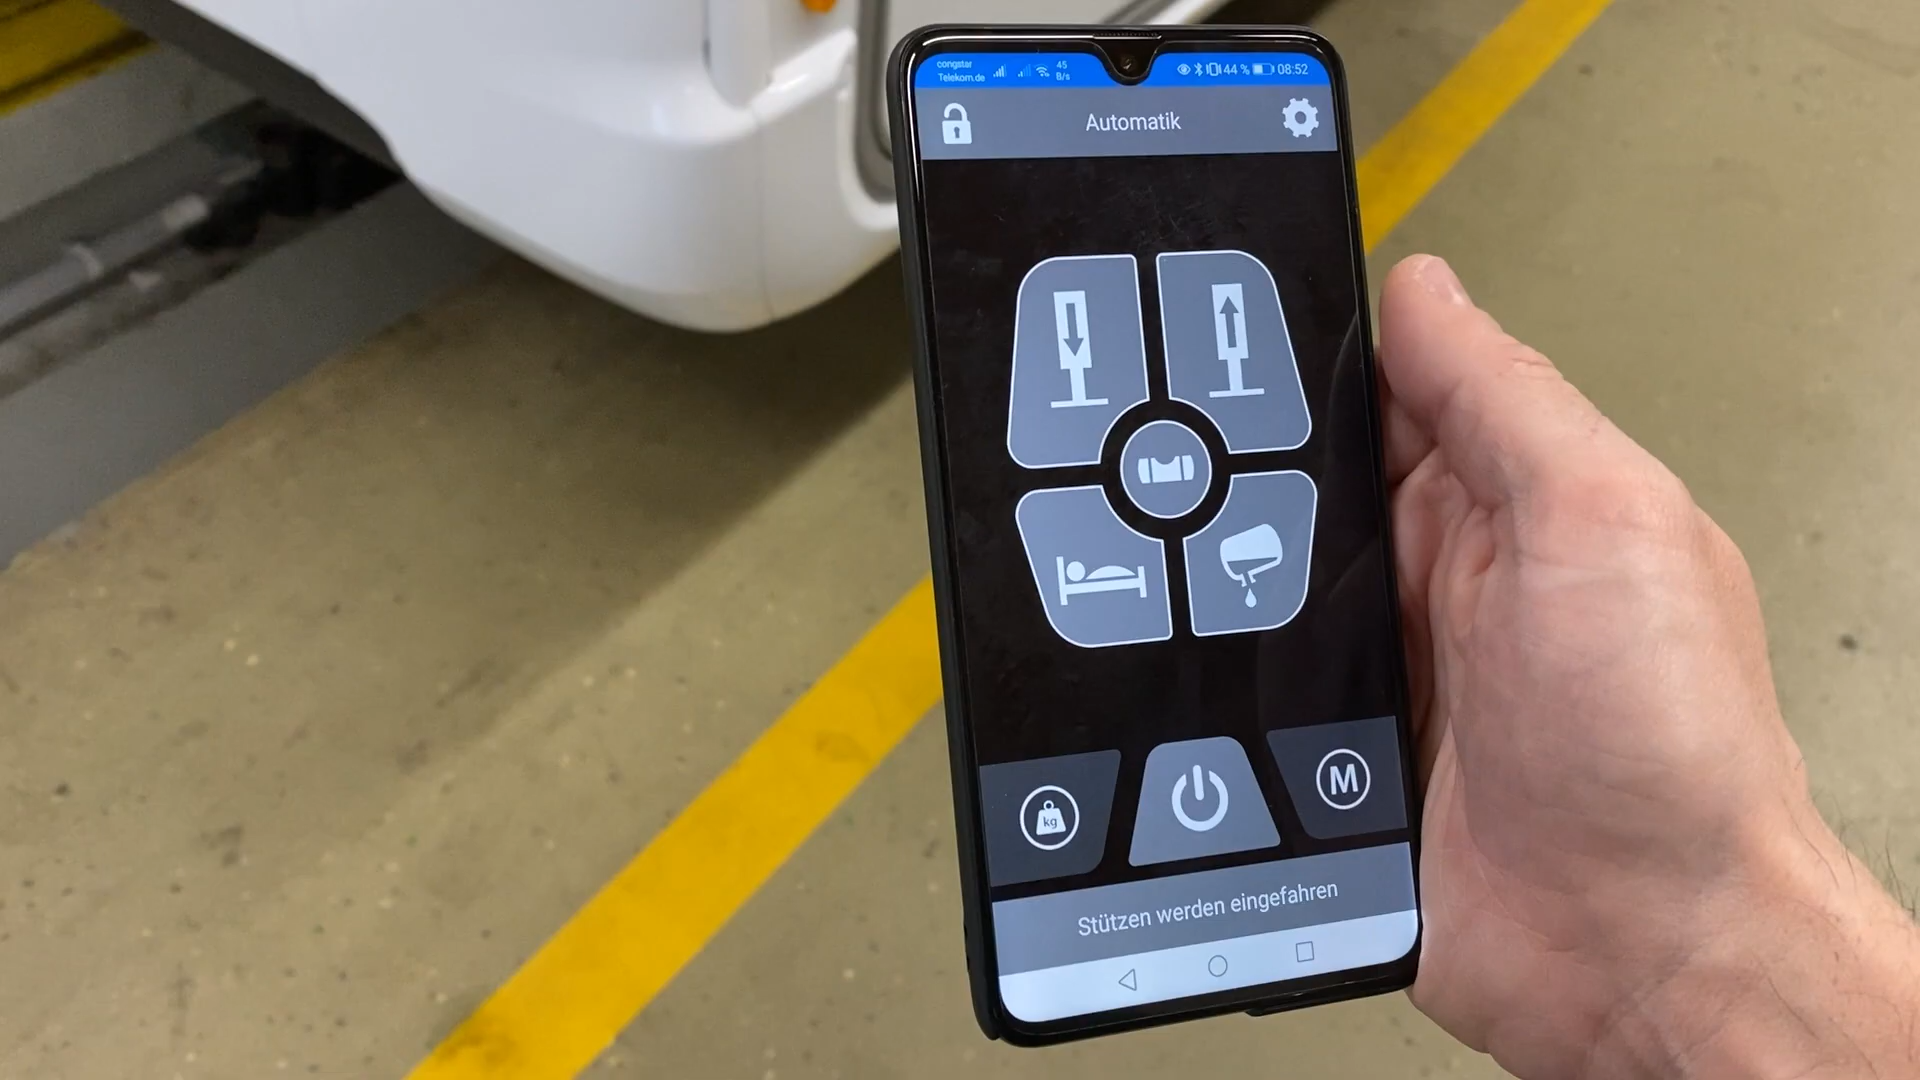 congstar
Telekom.de
45
B/s
44 %
08:52
Automatik
kg
M
Stützen werden eingefahren